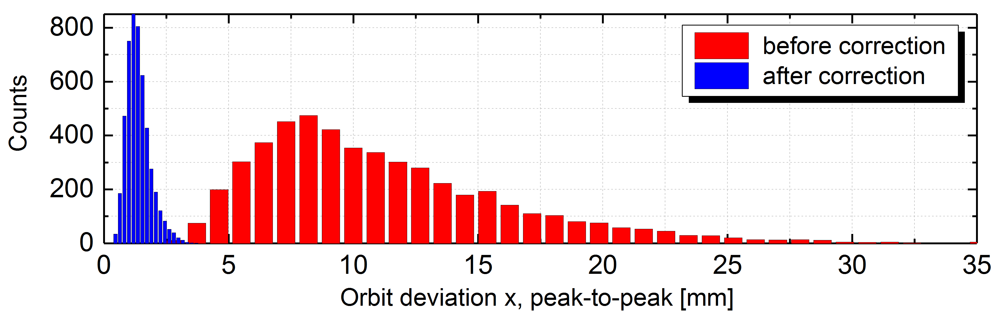 before correction
after correction
Counts
800
600
400
200
0
0 5 10 15 20 25 30 35
Orbit deviation x, peak-to-peak [mm]